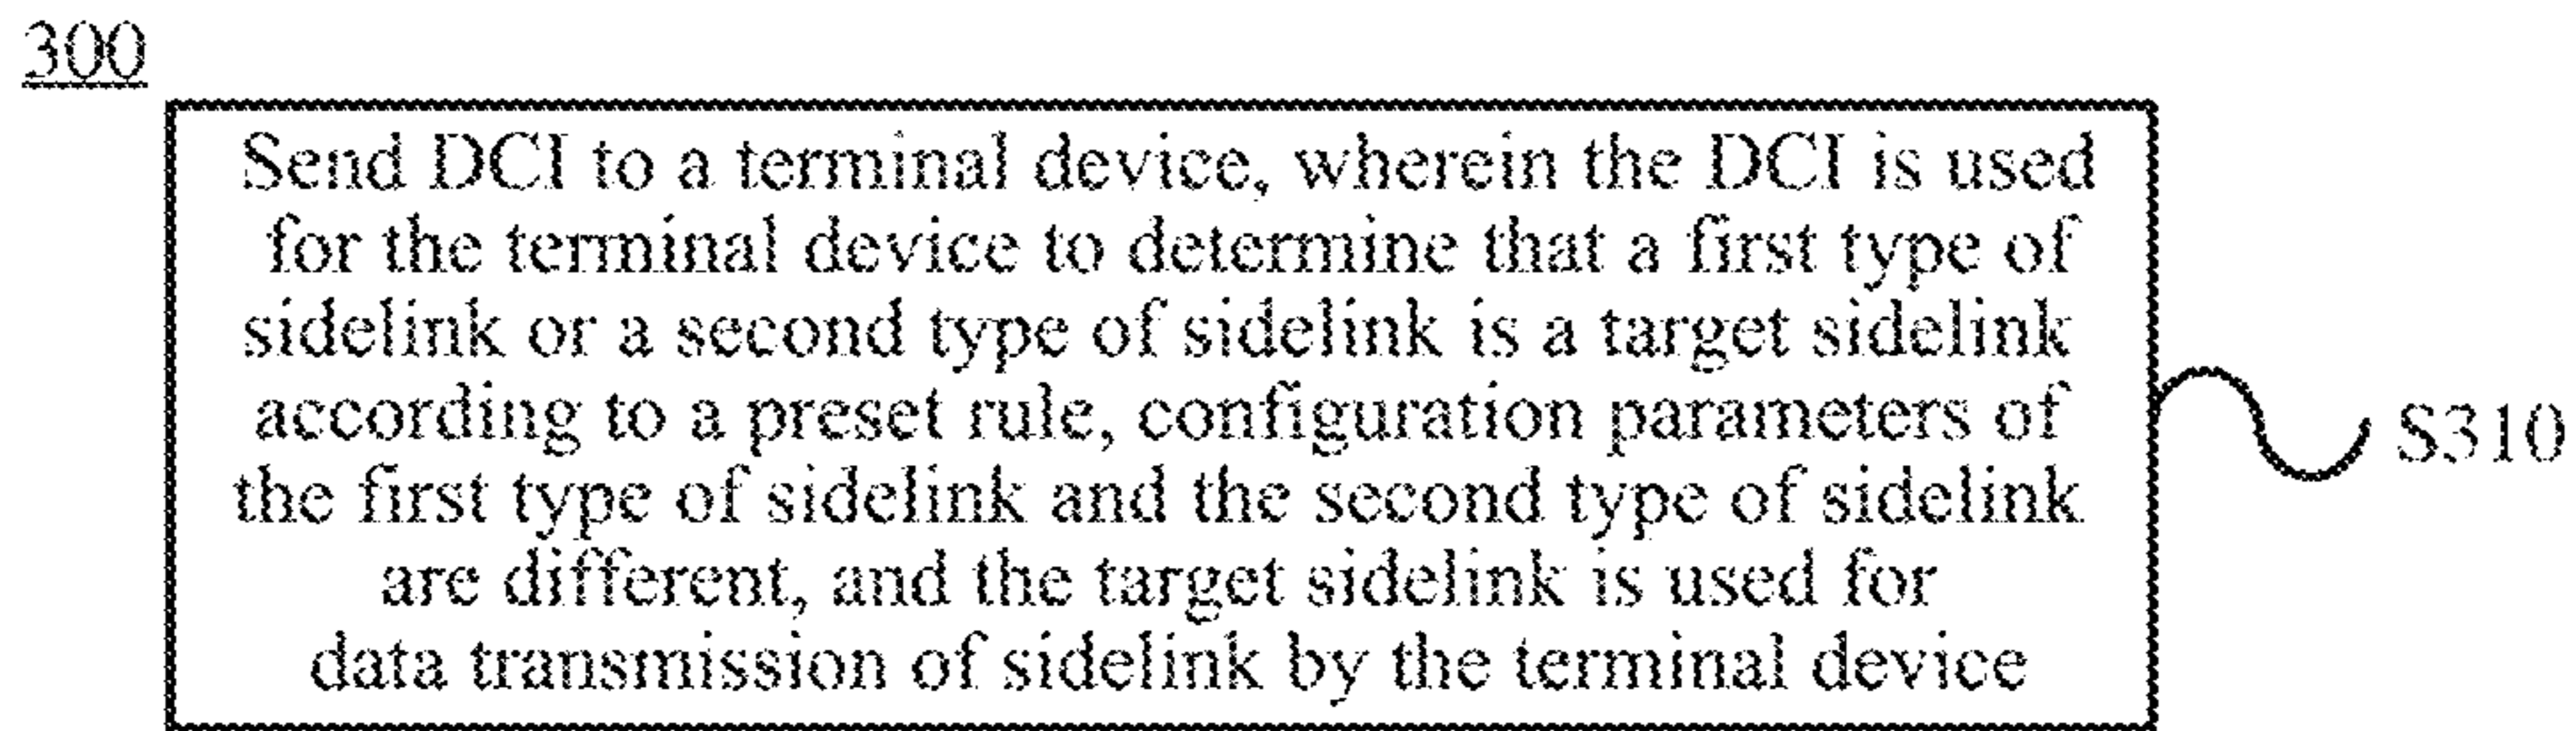 300
Send DCI to a terminal device, wherein the DCI is used
for the terminal device to determine that a first type of
sidelink or a second type of sidelink is a target sidelink
according to a preset rule, configuration parameters of
the first type of sidelink and the second type of sidelink
are different, and the target sidelink is used for
data transmission of sidelink by the terminal device
S310